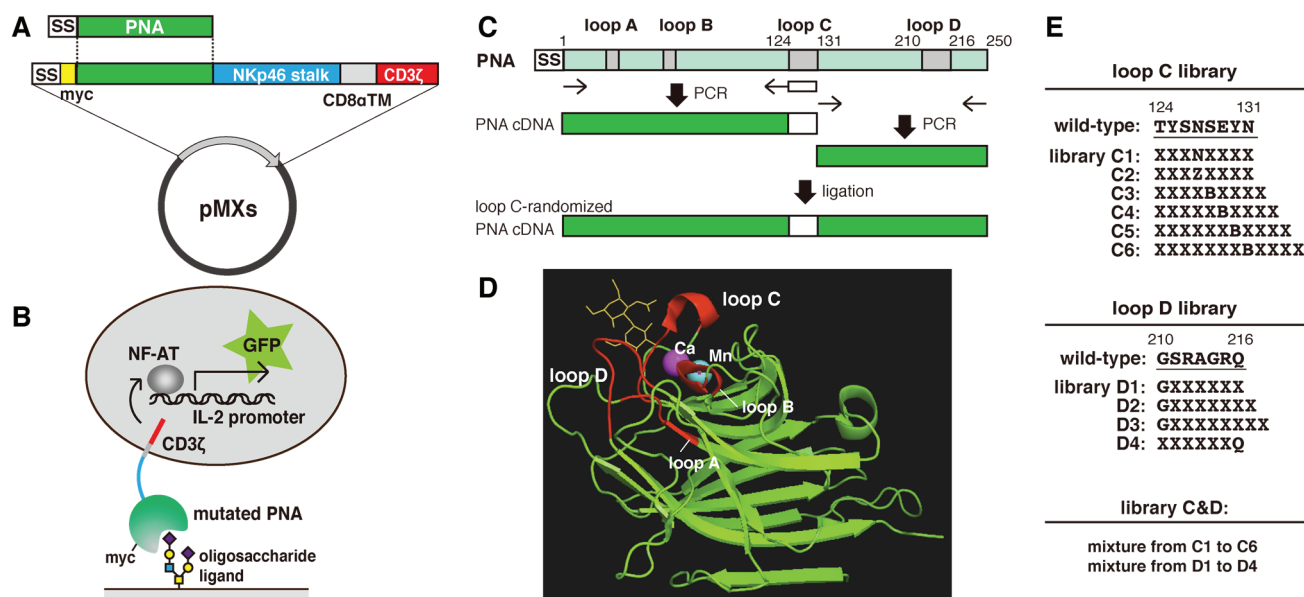 A
SS
PNA
SS
NKp46 stalk
CD3ζ
myc
CD8αTM
pMXs
B
GFP
NF-AT
IL-2 promoter
CD3ζ
mutated PNA
myc
oligosaccharide
ligand
C
loop A
loop B
loop C
loop D
1
124
131
210
216
250
PNA
SS
PCR
PNA cDNA
PCR
ligation
loop C-randomized
PNA cDNA
D
loop C
Ca
Mn
loop D
loop B
loop A
E
loop C library
124 131
wild-type: TYSNSEYN
library C1: XXXNXXXX
C2: XXXZXXXX
C3: XXXXBXXXX
C4: XXXXXBXXXX
C5: XXXXXXBXXXX
C6: XXXXXXXBXXXX
loop D library
210 216
wild-type: GSRAGRQ
library D1: GXXXXXX
D2: GXXXXXXX
D3: GXXXXXXXX
D4: XXXXXXQ
library C&D:
mixture from C1 to C6
mixture from D1 to D4